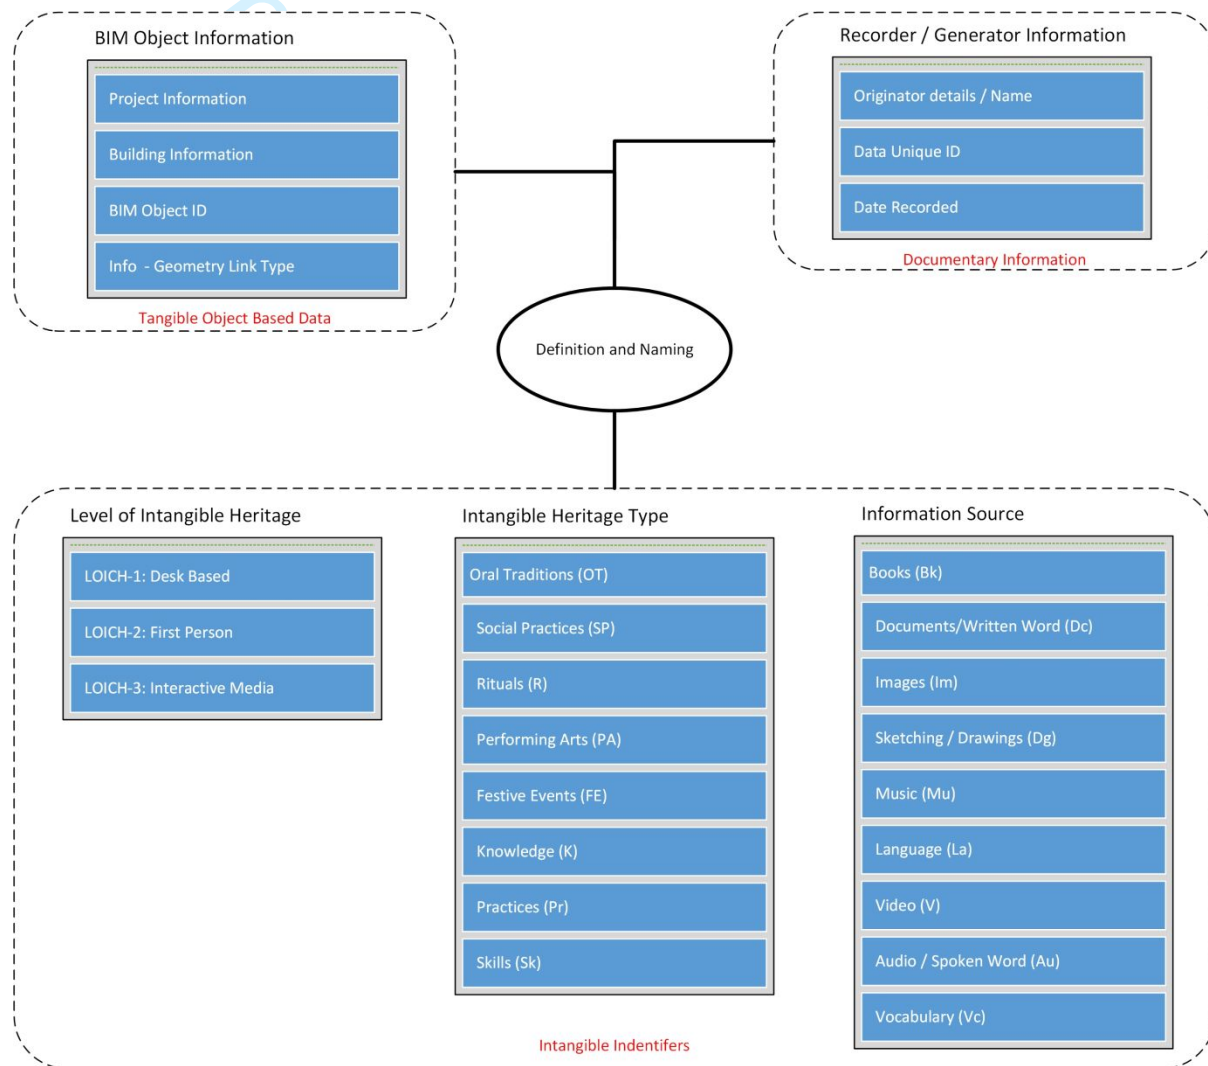 BIM Object Information
Project Information
Building Information
BIM Object ID
Info - Geometry Link Type
Tangible Object Based Data
Recorder / Generator Information
Originator details / Name
Data Unique ID
Date Recorded
Documentary Information
Definition and Naming
Level of Intangible Heritage
LOICH-1: Desk Based
LOICH-2: First Person
LOICH-3: Interactive Media
Intangible Heritage Type
Oral Traditions (OT)
Social Practices (SP)
Rituals (R)
Performing Arts (PA)
Festive Events (FE)
Knowledge (K)
Practices (Pr)
Skills (Sk)
Information Source
Books (Bk)
Documents/Written Word (Dc)
Images (Im)
Sketching / Drawings (Dg)
Music (Mu)
Language (La)
Video (V)
Audio / Spoken Word (Au)
Vocabulary (Vc)
Intangible Indentifers